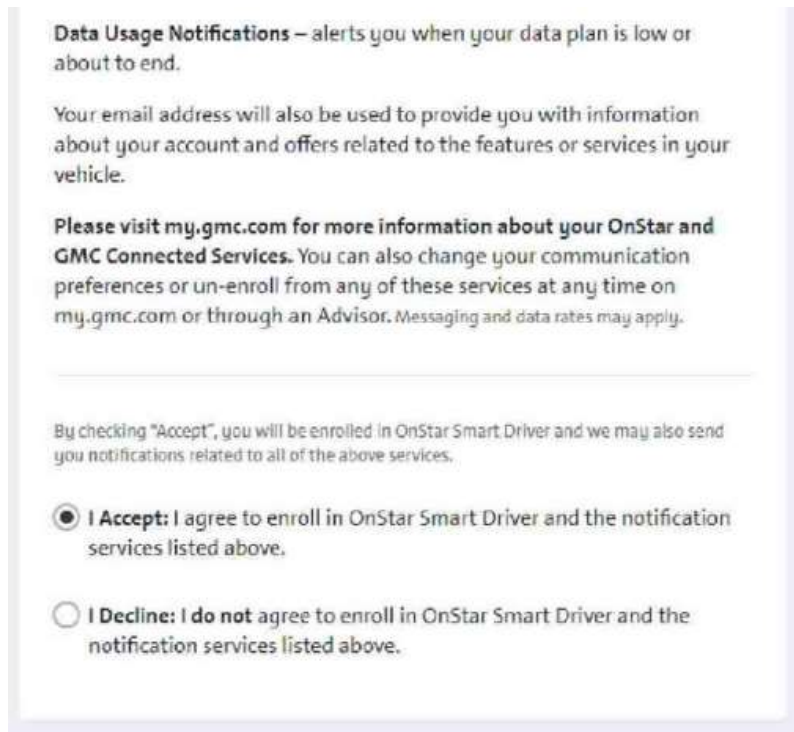 Data Usage Notifications – alerts you when your data plan is low or
about to end.
Your email address will also be used to provide you with information
about your account and offers related to the features or services in your
vehicle.
Please visit my.gmc.com for more information about your OnStar and
GMC Connected Services. You can also change your communication
preferences or un-enroll from any of these services at any time on
my.gmc.com or through an Advisor. Messaging and data rates may apply.
By checking "Accept", you will be enrolled in OnStar Smart Driver and we may also send
you notifications related to all of the above services.
I Accept: I agree to enroll in OnStar Smart Driver and the notification
services listed above.
I Decline: I do not agree to enroll in OnStar Smart Driver and the
notification services listed above.